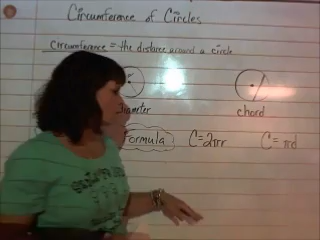 Circumference of Circles
Circumference = the distance around a circle
diameter
chord
Formula C=2πr C=πd